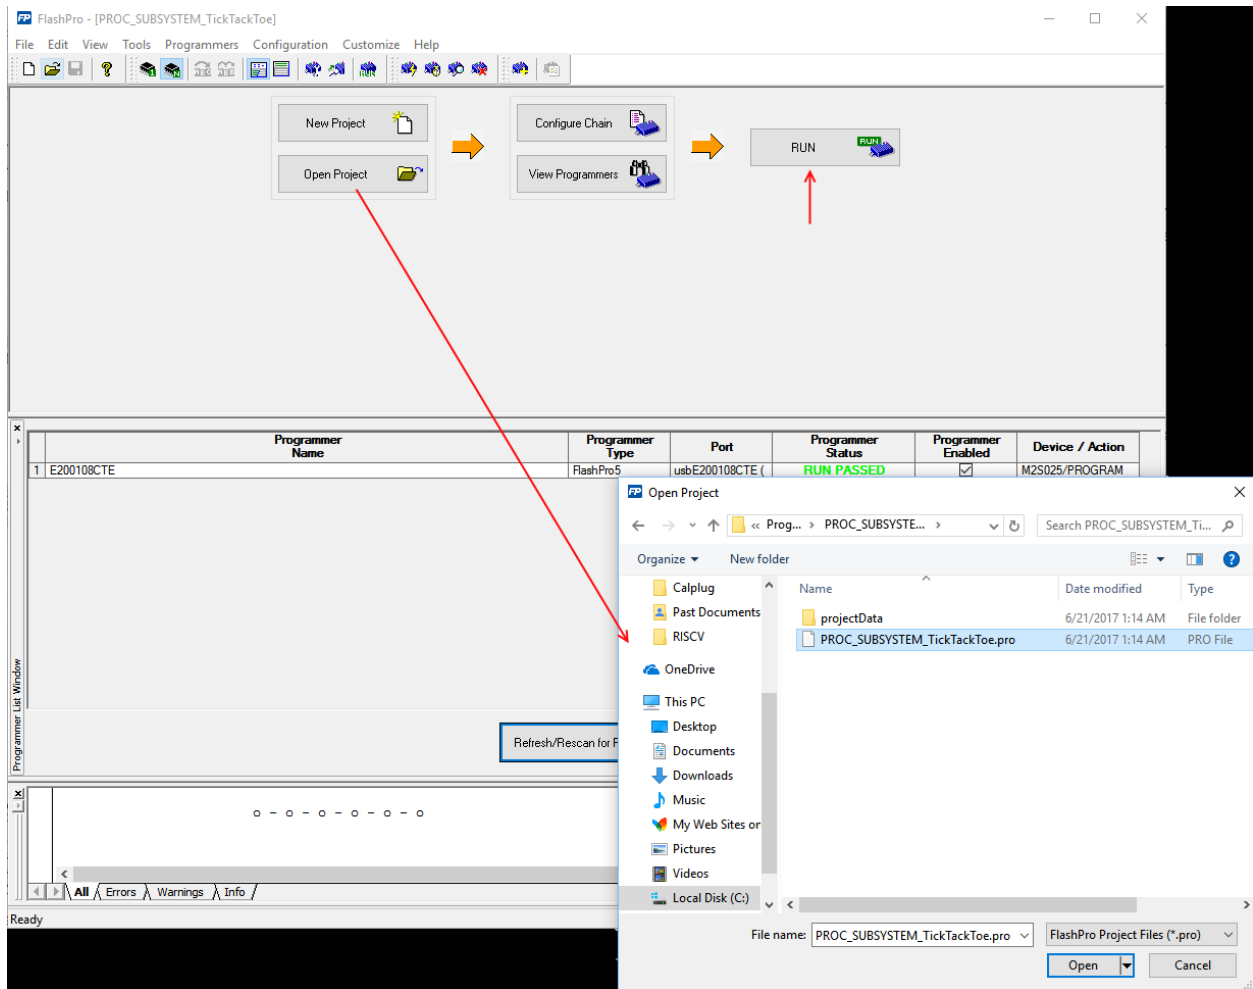 FlashPro - [PROC_SUBSYSTEM_TickTackToe]
File Edit View Tools Programmers Configuration Customize Help
New Project
Configure Chain
RUN
RUN
Open Project
View Programmers
Programmer Name
Programmer Type
Port
Programmer Status
Programmer Enabled
Device / Action
1 E200108CTE FlashPro5 usbE200108CTE ( RUN PASSED M2S025/PROGRAM
Programmer List Window
Refresh/Rescan for P
o - o - o - o - o - o
All Errors Warnings Info
Ready
Open Project
« Prog... › PROC_SUBSYSTE... ›
Search PROC_SUBSYSTEM_Ti...
Organize New folder
Name Date modified Type
Calplug
Past Documents
RISCV
OneDrive
This PC
Desktop
Documents
Downloads
Music
My Web Sites or
Pictures
Videos
Local Disk (C:)
projectData 6/21/2017 1:14 AM File folder
PROC_SUBSYSTEM_TickTackToe.pro 6/21/2017 1:14 AM PRO File
File name: PROC_SUBSYSTEM_TickTackToe.pro FlashPro Project Files (*.pro)
Open Cancel